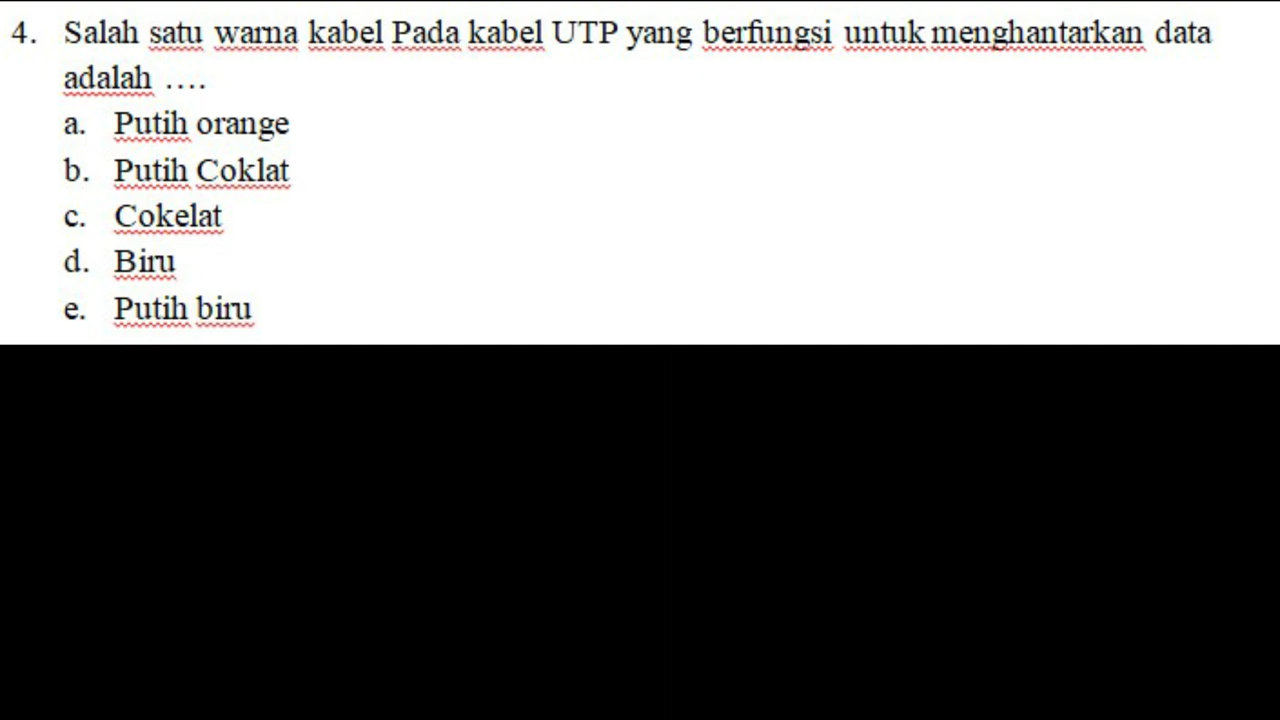 4. Salah satu warna kabel Pada kabel UTP yang berfungsi untuk menghantarkan data
adalah ….
a. Putih orange
b. Putih Coklat
c. Cokelat
d. Biru
e. Putih biru